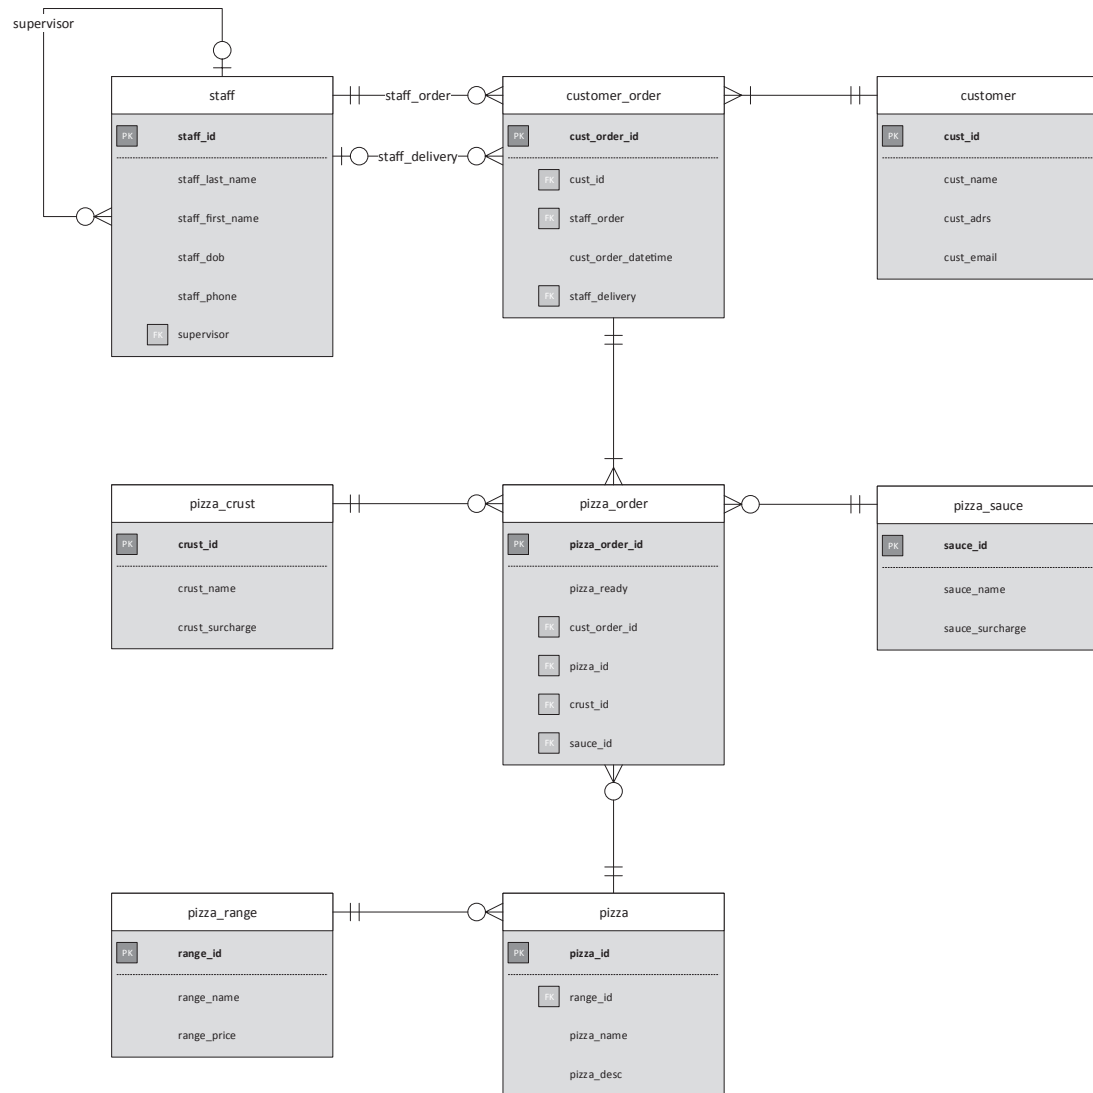 supervisor
staff
PK staff_id
staff_last_name
staff_first_name
staff_dob
staff_phone
FK supervisor
staff_order
staff_delivery
customer_order
PK cust_order_id
FK cust_id
FK staff_order
cust_order_datetime
FK staff_delivery
customer
PK cust_id
cust_name
cust_adrs
cust_email
pizza_crust
PK crust_id
crust_name
crust_surcharge
pizza_order
PK pizza_order_id
pizza_ready
FK cust_order_id
FK pizza_id
FK crust_id
FK sauce_id
pizza_sauce
PK sauce_id
sauce_name
sauce_surcharge
pizza_range
PK range_id
range_name
range_price
pizza
PK pizza_id
FK range_id
pizza_name
pizza_desc